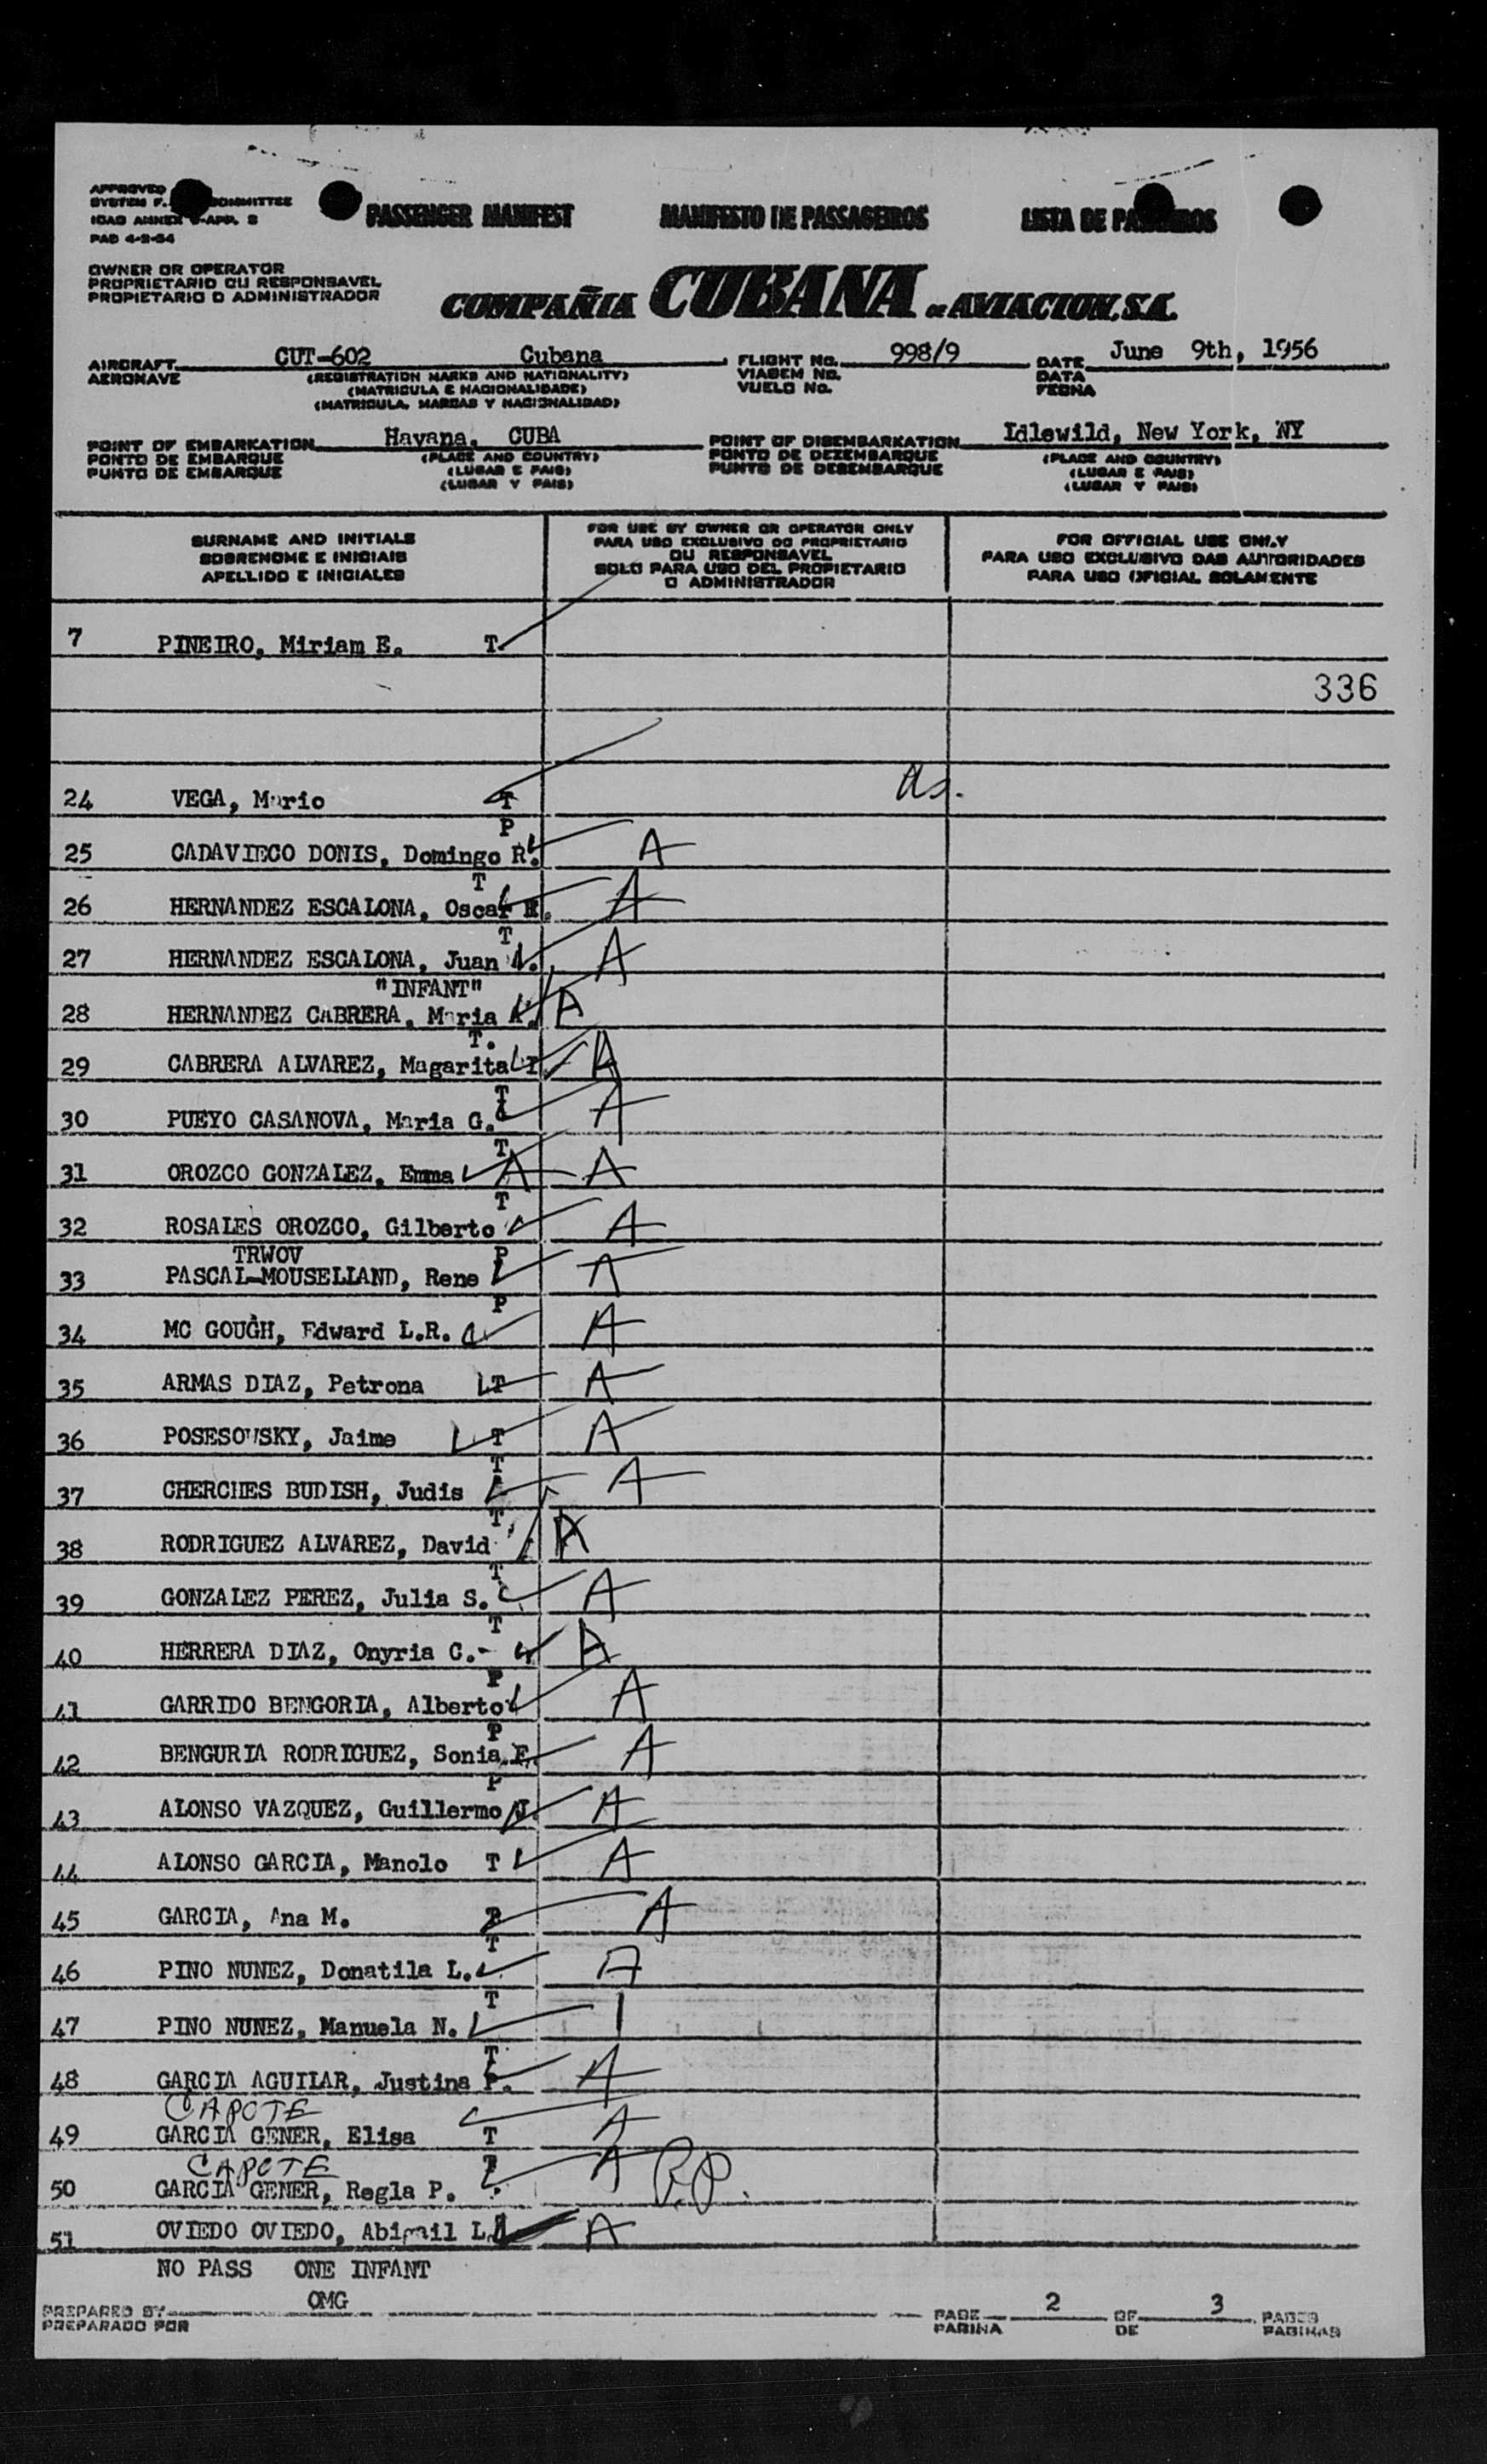 APPROVED
SYSTEM F. COMMITTEE
ICAO ANNEX 9-APP. 3
PAD 4-2-54
PASSENGER MANIFEST MANIFESTO DE PASSAGEIROS LISTA DE PASAJEROS
OWNER OR OPERATOR
PROPRIETARIO OU RESPONSAVEL
PROPIETARIO O ADMINISTRADOR
COMPAÑIA CUBANA DE AVIACION, S.A.
AIRCRAFT CUT-602 Cubana FLIGHT No. 998/9 DATE June 9th, 1956
AERONAVE (REGISTRATION MARKS AND NATIONALITY) VIAGEM No. DATA
(MATRICULA E NACIONALIDADE) VUELO No. FECHA
(MATRICULA, MARCAS Y NACIONALIDAD)
POINT OF EMBARKATION Havana, CUBA POINT OF DISEMBARKATION Idlewild, New York, NY
PONTO DE EMBARQUE (PLACE AND COUNTRY) PONTO DE DEZEMBARQUE (PLACE AND COUNTRY)
PUNTO DE EMBARQUE (LUGAR E PAIS) PUNTO DE DESEMBARQUE (LUGAR E PAIS)
(LUGAR Y PAIS) (LUGAR Y PAIS)
SURNAME AND INITIALS
SOBRENOME E INICIAIS
APELLIDO E INICIALES
FOR USE BY OWNER OR OPERATOR ONLY
PARA USO EXCLUSIVO DO PROPRIETARIO
OU RESPONSAVEL
SOLO PARA USO DEL PROPIETARIO
O ADMINISTRADOR
FOR OFFICIAL USE ONLY
PARA USO EXCLUSIVO DAS AUTORIDADES
PARA USO OFICIAL SOLAMENTE
7 PINEIRO, Miriam E. T.
336
24 VEGA, Mario T
P
25 CADAVIECO DONIS, Domingo R. A
T
26 HERNANDEZ ESCALONA, Oscar A
T
27 HERNANDEZ ESCALONA, Juan A
"INFANT"
28 HERNANDEZ CABRERA, Maria A
T.
29 CABRERA ALVAREZ, Magarita A
T
30 PUEYO CASANOVA, Maria G. A
T
31 OROZCO GONZALEZ, Emma A A
T
32 ROSALES OROZCO, Gilberto A
TRWOV P
33 PASCAL-MOUSELLAND, Rene A
P
34 MC GOUGH, Edward L.R. A
35 ARMAS DIAZ, Petrona T A
36 POSESOWSKY, Jaime T A
T
37 CHERCHES BUDISH, Judis A
T
38 RODRIGUEZ ALVAREZ, David A
T
39 GONZALEZ PEREZ, Julia S. A
T
40 HERRERA DIAZ, Onyria C.- A
P
41 GARRIDO BENGORIA, Alberto A
P
42 BENGURIA RODRIGUEZ, Sonia F. A
P
43 ALONSO VAZQUEZ, Guillermo J. A
44 ALONSO GARCIA, Manolo T A
45 GARCIA, Ana M. A
T
46 PINO NUNEZ, Donatila L. A
T
47 PINO NUNEZ, Manuela N.
T
48 GARCIA AGUILAR, Justina P. A
CAPOTE
49 GARCIA GENER, Elisa T A
CAPOTE T
50 GARCIA GENER, Regla P. A
51 OVIEDO OVIEDO, Abigail L. A
NO PASS ONE INFANT
PREPARED BY OMG PAGE 2 OF 3 PAGES
PREPARADO POR PAGINA DE PAGINAS